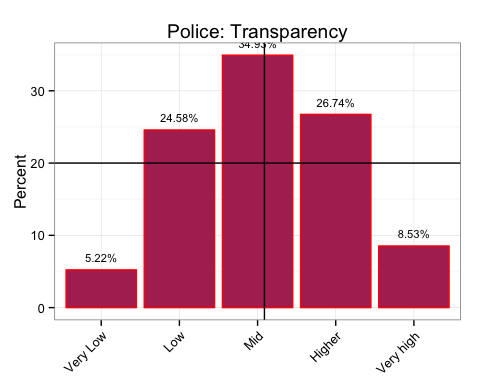 Police: Transparency
34.93%
26.74%
24.58%
8.53%
5.22%
Percent
30
20
10
0
Very Low
Low
Mid
Higher
Very high